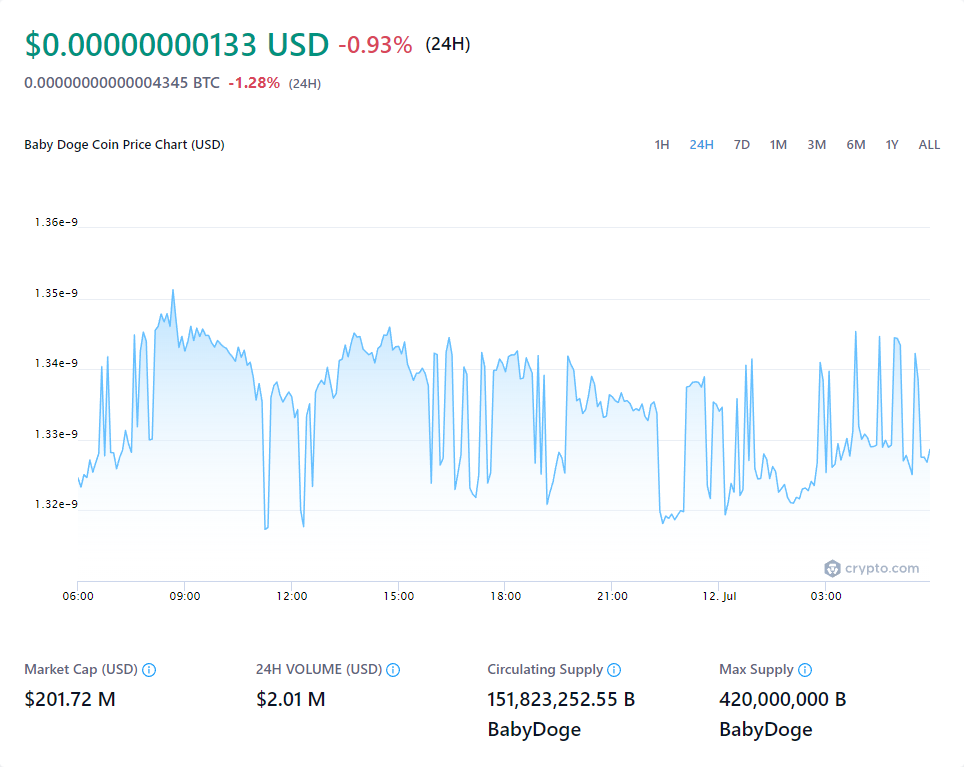 $0.00000000133 USD -0.93% (24H)
0.00000000000004345 BTC -1.28% (24H)
Baby Doge Coin Price Chart (USD) 1H 24H 7D 1M 3M 6M 1Y ALL
1.36e-9
1.35e-9
1.34e-9
1.33e-9
1.32e-9
crypto.com
06:00 09:00 12:00 15:00 18:00 21:00 12. Jul 03:00
Market Cap (USD) 24H VOLUME (USD) Circulating Supply Max Supply
$201.72 M $2.01 M 151,823,252.55 B 420,000,000 B
BabyDoge BabyDoge